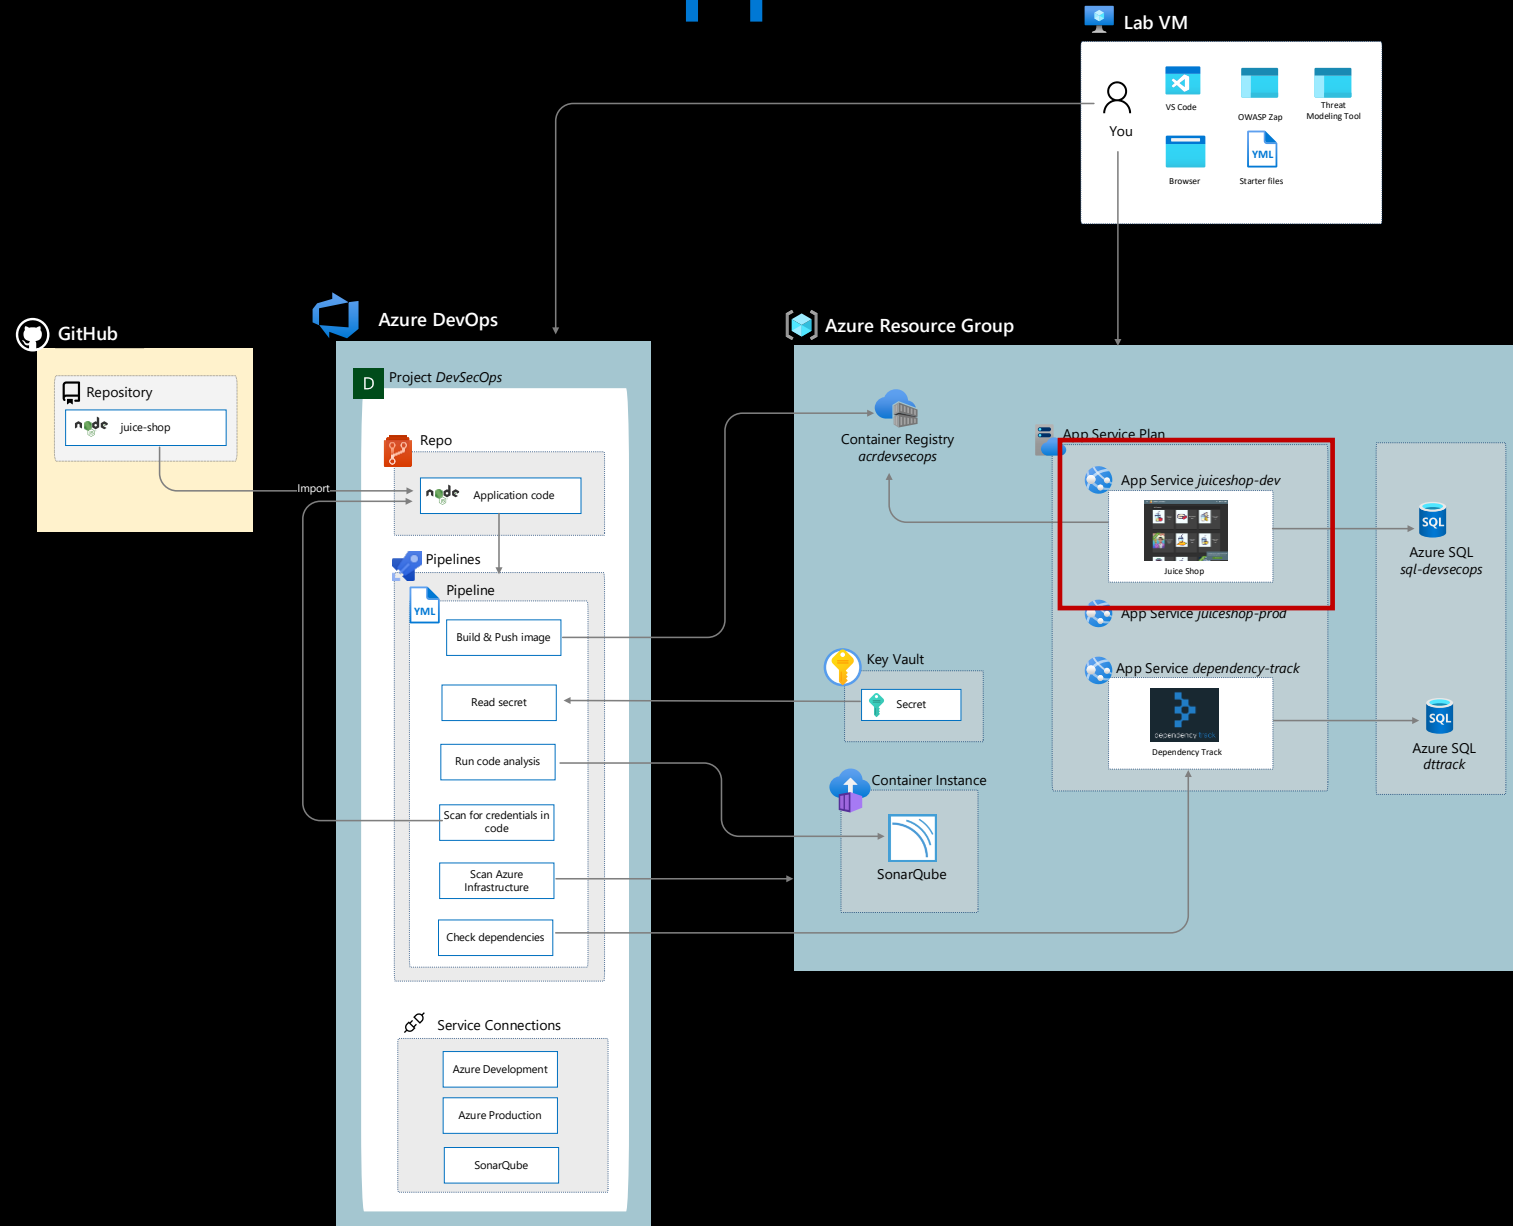 Lab VM
You
VS Code
OWASP Zap
Threat
Modeling Tool
Browser
YML
Starter files
GitHub
Repository
node
juice-shop
Import
Azure DevOps
D
Project DevSecOps
Repo
node
Application code
Pipelines
Pipeline
YML
Build & Push image
Read secret
Run code analysis
Scan for credentials in
code
Scan Azure
Infrastructure
Check dependencies
Service Connections
Azure Development
Azure Production
SonarQube
Azure Resource Group
Container Registry
acrdevsecops
Key Vault
Secret
Container Instance
SonarQube
App Service Plan
App Service juiceshop-dev
Juice Shop
App Service juiceshop-prod
App Service dependency-track
dependency track
Dependency Track
SQL
Azure SQL
sql-devsecops
SQL
Azure SQL
dttrack